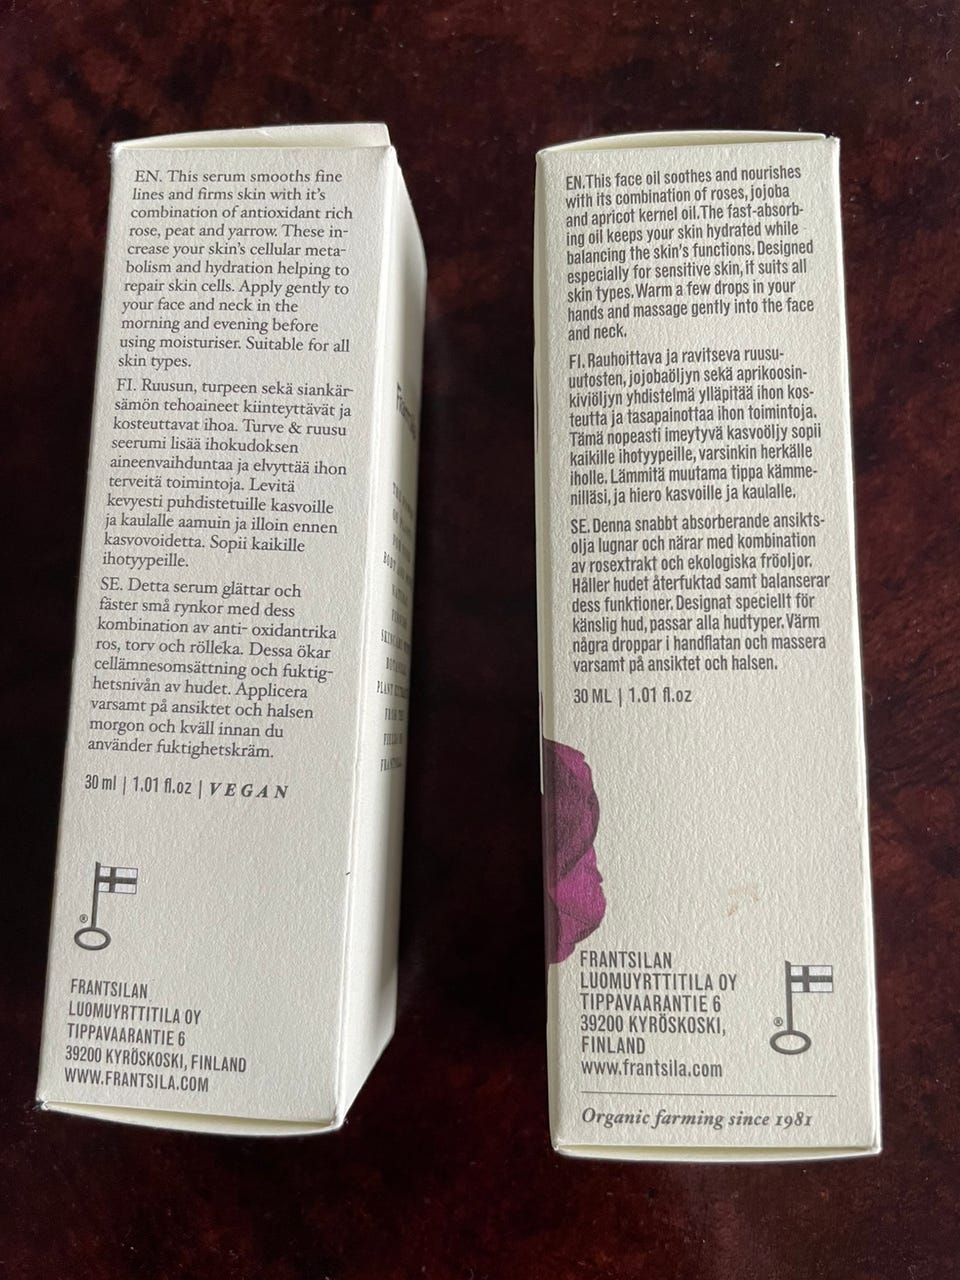 EN. This serum smooths fine
lines and firms skin with it's
combination of antioxidant rich
rose, peat and yarrow. These in-
crease your skin's cellular meta-
bolism and hydration helping to
repair skin cells. Apply gently to
your face and neck in the
morning and evening before
using moisturiser. Suitable for all
skin types.
FI. Ruusun, turpeen sekä siankär-
sämön tehoaineet kiinteyttävät ja
kosteuttavat ihoa. Turve & ruusu
seerumi lisää ihokudoksen
aineenvaihduntaa ja elvyttää ihon
terveitä toimintoja. Levitä
kevyesti puhdistetuille kasvoille
ja kaulalle aamuin ja illoin ennen
kasvovoidetta. Sopii kaikille
ihotyypeille.
SE. Detta serum glättar och
fäster små rynkor med dess
kombination av anti- oxidantrika
ros, torv och rölleka. Dessa ökar
cellämnesomsättning och fuktig-
hetsnivån av hudet. Applicera
varsamt på ansiktet och halsen
morgon och kväll innan du
använder fuktighetskräm.
30 ml | 1.01 fl.oz | VEGAN
®
FRANTSILAN
LUOMUYRTTITILA OY
TIPPAVAARANTIE 6
39200 KYRÖSKOSKI, FINLAND
WWW.FRANTSILA.COM
EN. This face oil soothes and nourishes
with its combination of roses, jojoba
and apricot kernel oil. The fast-absorb-
ing oil keeps your skin hydrated while
balancing the skin's functions. Designed
especially for sensitive skin, it suits all
skin types. Warm a few drops in your
hands and massage gently into the face
and neck.
FI. Rauhoittava ja ravitseva ruusu-
uutosten, jojobaöljyn sekä aprikoosin-
kiviöljyn yhdistelmä ylläpitää ihon kos-
teutta ja tasapainottaa ihon toimintoja.
Tämä nopeasti imeytyvä kasvoöljy sopii
kaikille ihotyypeille, varsinkin herkälle
iholle. Lämmitä muutama tippa kämme-
nilläsi, ja hiero kasvoille ja kaulalle.
SE. Denna snabbt absorberande ansikts-
olja lugnar och närar med kombination
av rosextrakt och ekologiska fröoljor.
Håller hudet återfuktad samt balanserar
dess funktioner. Designat speciellt för
känslig hud, passar alla hudtyper. Värm
några droppar i handflatan och massera
varsamt på ansiktet och halsen.
30 ML | 1.01 fl.oz
FRANTSILAN
LUOMUYRTTITILA OY
TIPPAVAARANTIE 6
39200 KYRÖSKOSKI,
FINLAND
www.frantsila.com
®
Organic farming since 1981